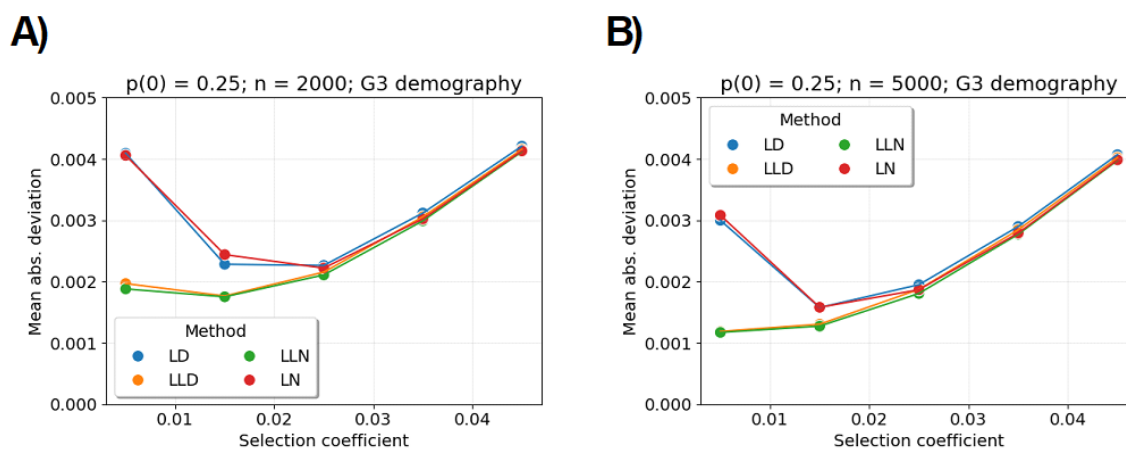 A)
p(0) = 0.25; n = 2000; G3 demography
0.005
0.004
0.003
0.002
0.001
0.000
Mean abs. deviation
Method
LD LLN
LLD LN
0.01 0.02 0.03 0.04
Selection coefficient
B)
p(0) = 0.25; n = 5000; G3 demography
0.005
0.004
0.003
0.002
0.001
0.000
Mean abs. deviation
Method
LD LLN
LLD LN
0.01 0.02 0.03 0.04
Selection coefficient